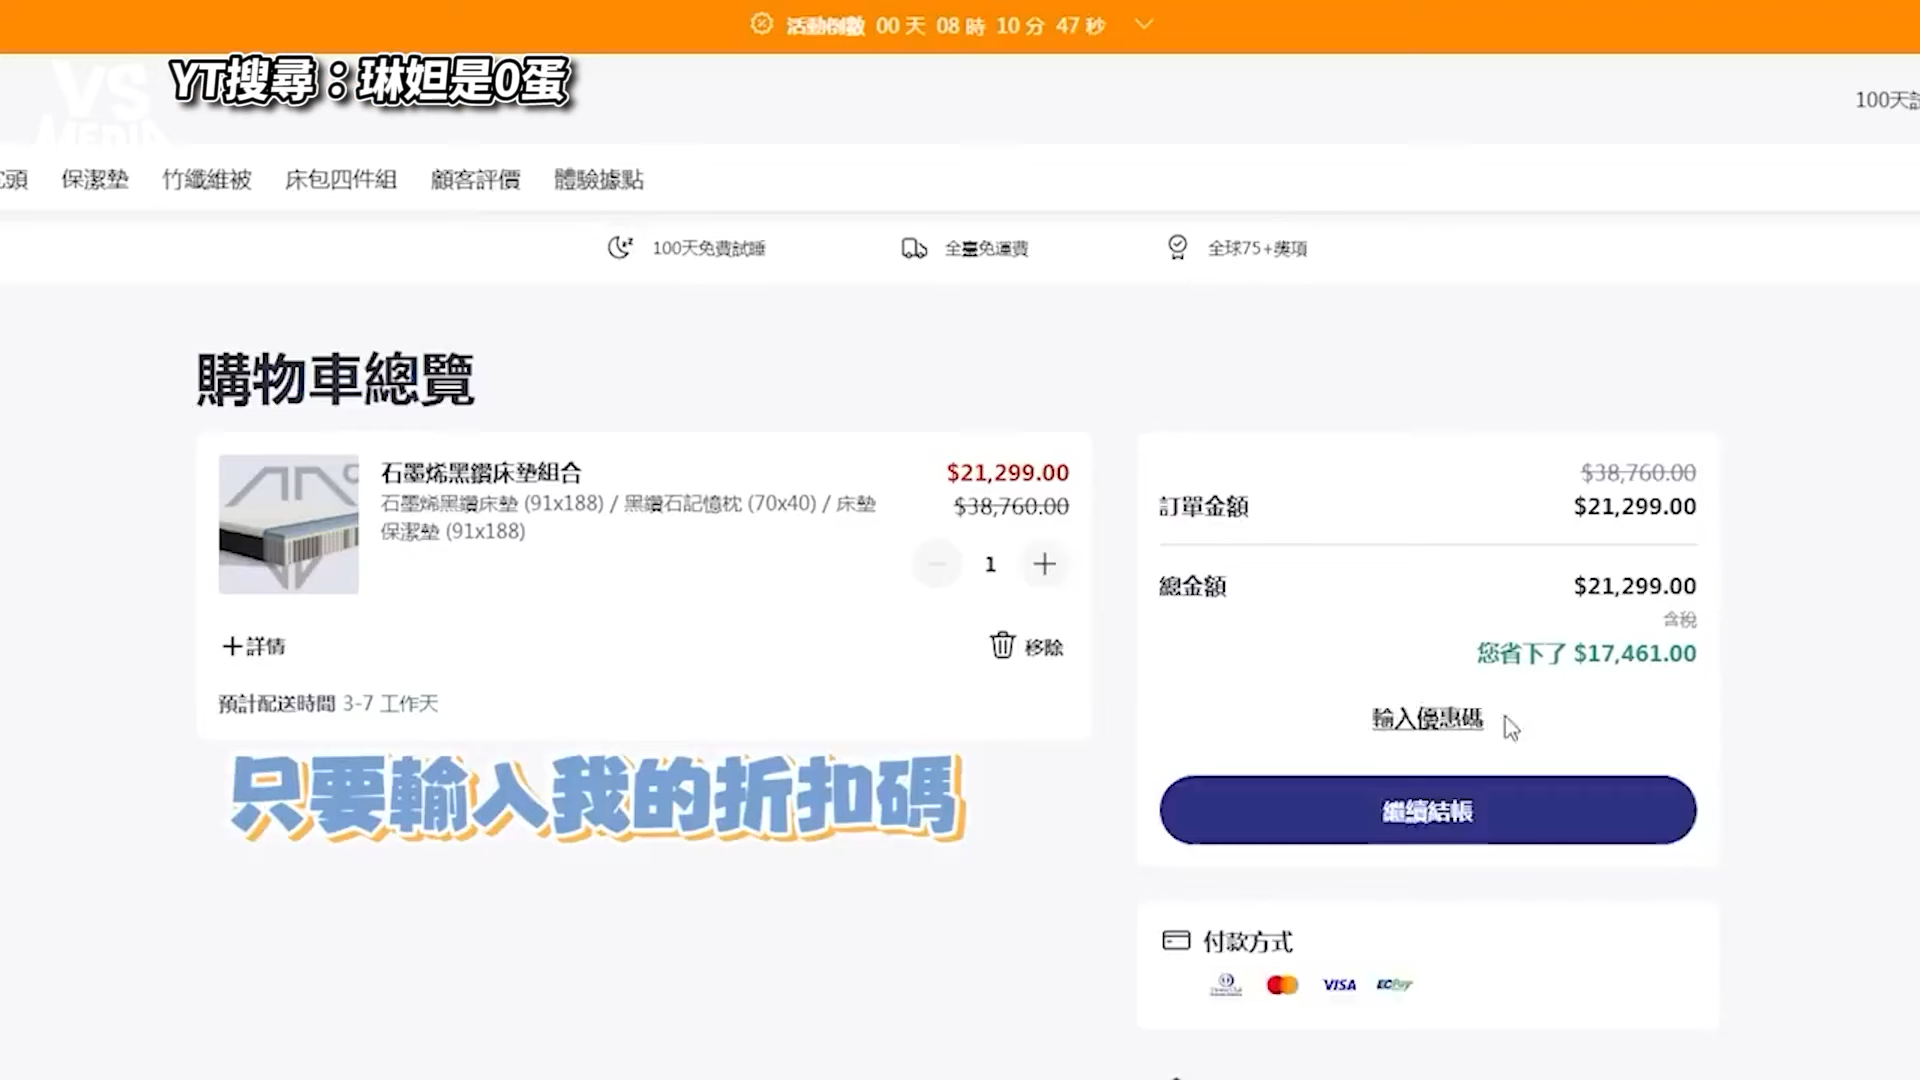 活動倒數 00 天 08 時 10 分 47 秒
VS MEDIA
YT搜尋：琳妲是0蛋
100天試
枕頭 保潔墊 竹纖維被 床包四件組 顧客評價 體驗據點
100天免費試睡 全臺免運費 全球75+獎項
購物車總覽
石墨烯黑鑽床墊組合
石墨烯黑鑽床墊 (91x188) / 黑鑽石記憶枕 (70x40) / 床墊
保潔墊 (91x188)
$21,299.00
$38,760.00
1
詳情
移除
預計配送時間 3-7 工作天
只要輸入我的折扣碼
$38,760.00
訂單金額 $21,299.00
總金額 $21,299.00
含稅
您省下了 $17,461.00
輸入優惠碼
繼續結帳
付款方式
VISA ECPay